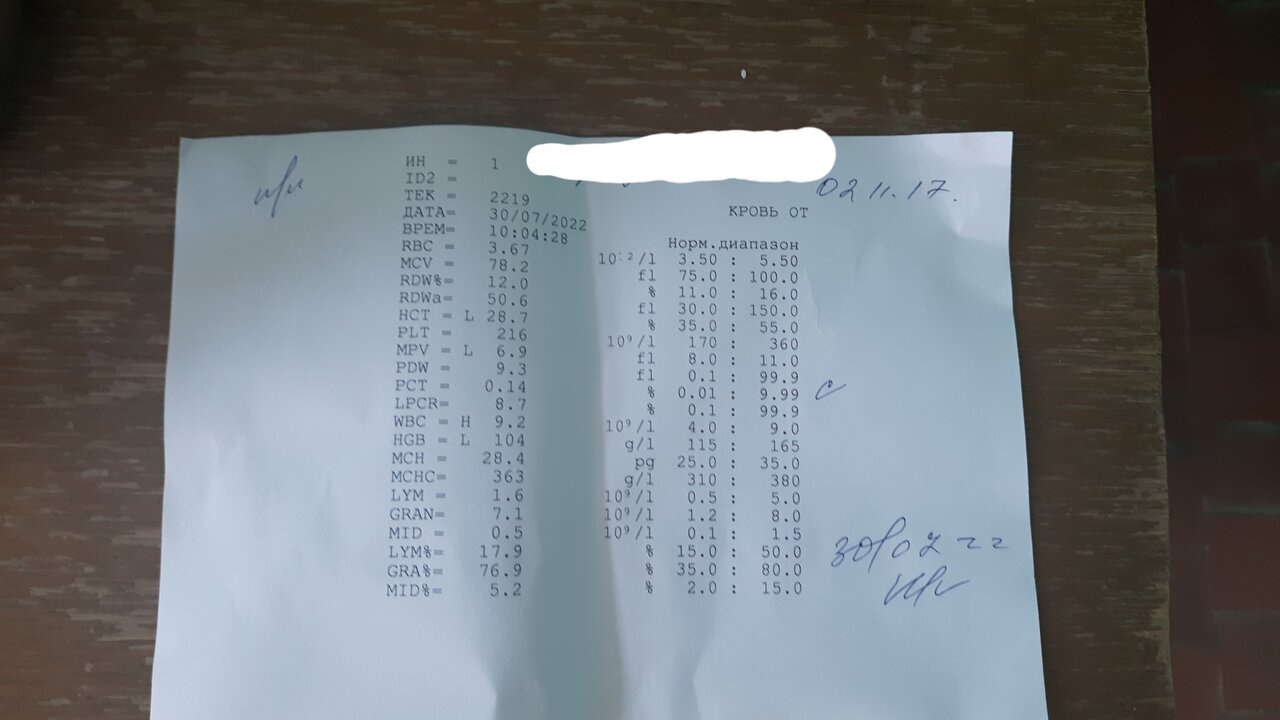 ИН = 1
ID2 =
02 11.17.
ТЕК = 2219
ДАТА= 30/07/2022 КРОВЬ ОТ
ВРЕМ= 10:04:28 Норм.диапазон
RBC = 3.67 10¹²/l 3.50 : 5.50
MCV = 78.2 fl 75.0 : 100.0
RDW%= 12.0 % 11.0 : 16.0
RDWa= 50.6 fl 30.0 : 150.0
HCT = L 28.7 % 35.0 : 55.0
PLT = 216 10⁹/l 170 : 360
MPV = L 6.9 fl 8.0 : 11.0
PDW = 9.3 fl 0.1 : 99.9
PCT = 0.14 % 0.01 : 9.99
LPCR= 8.7 % 0.1 : 99.9
WBC = H 9.2 10⁹/l 4.0 : 9.0
HGB = L 104 g/l 115 : 165
MCH = 28.4 pg 25.0 : 35.0
MCHC= 363 g/l 310 : 380
LYM = 1.6 10⁹/l 0.5 : 5.0
GRAN= 7.1 10⁹/l 1.2 : 8.0
MID = 0.5 10⁹/l 0.1 : 1.5
LYM%= 17.9 % 15.0 : 50.0
GRA%= 76.9 % 35.0 : 80.0
MID%= 5.2 % 2.0 : 15.0